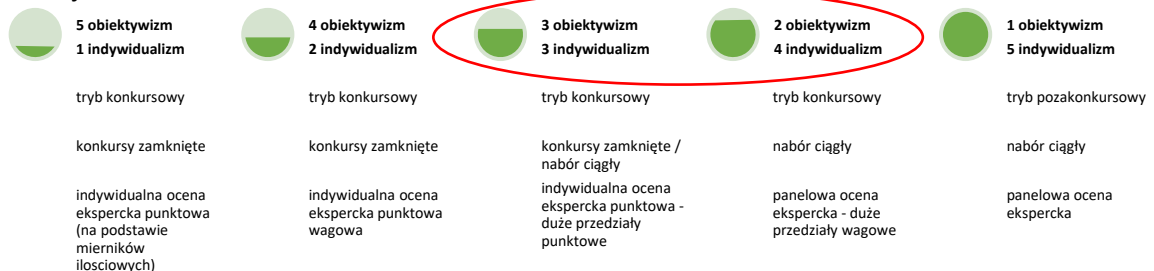 5 obiektywizm
1 indywidualizm
4 obiektywizm
2 indywidualizm
3 obiektywizm
3 indywidualizm
2 obiektywizm
4 indywidualizm
1 obiektywizm
5 indywidualizm
tryb konkursowy
tryb konkursowy
tryb konkursowy
tryb konkursowy
tryb pozakonkursowy
konkursy zamknięte
konkursy zamknięte
konkursy zamknięte /
nabór ciągły
nabór ciągły
nabór ciągły
indywidualna ocena
ekspercka punktowa
(na podstawie
mierników
ilosciowych)
indywidualna ocena
ekspercka punktowa
wagowa
indywidualna ocena
ekspercka punktowa -
duże przedziały
punktowe
panelowa ocena
ekspercka - duże
przedziały wagowe
panelowa ocena
ekspercka